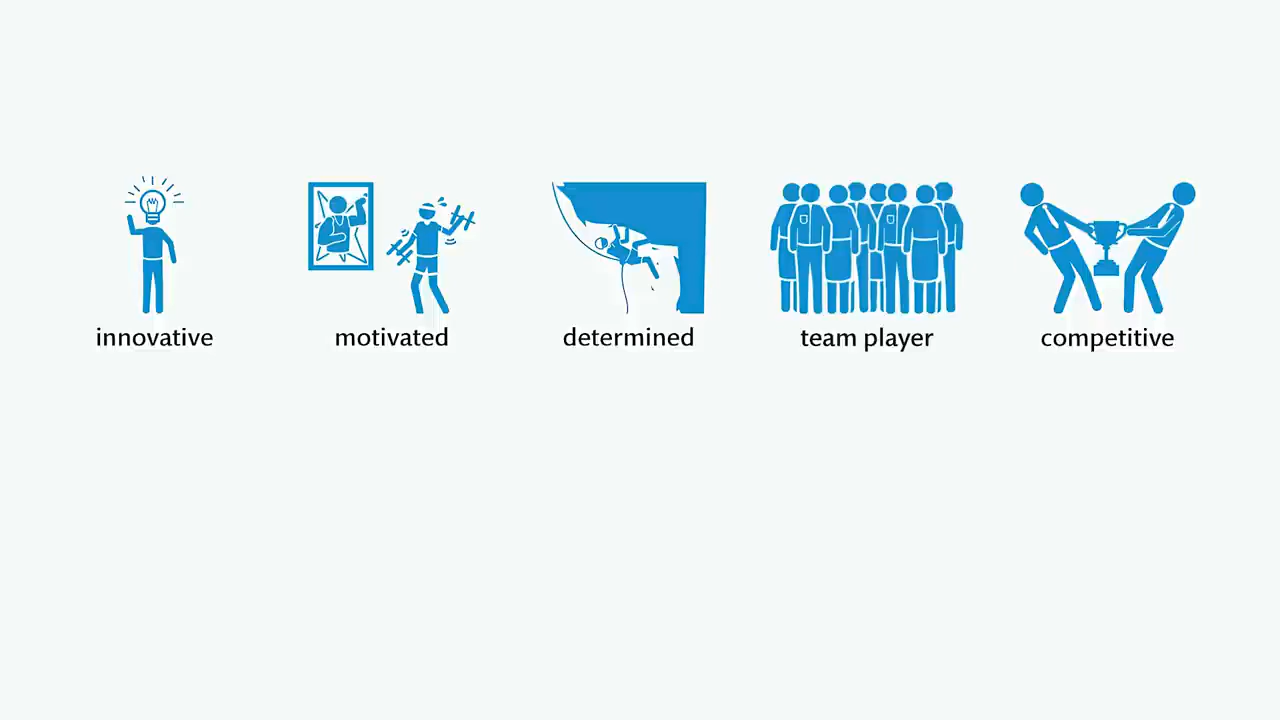 innovative
motivated
determined
team player
competitive